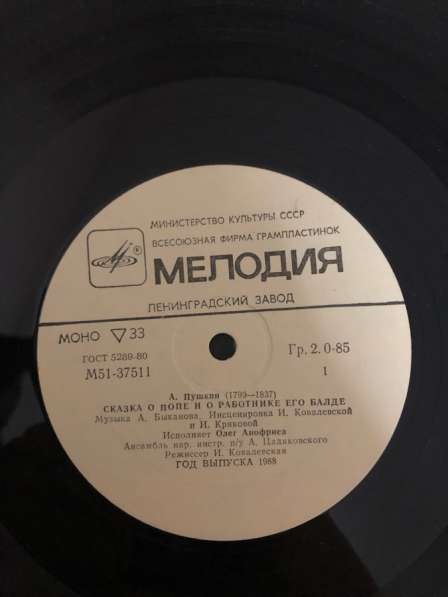 МИНИСТЕРСТВО КУЛЬТУРЫ СССР
ВСЕСОЮЗНАЯ ФИРМА ГРАМПЛАСТИНОК
МЕЛОДИЯ
ЛЕНИНГРАДСКИЙ ЗАВОД
МОНО ▽ 33
ГОСТ 5289-80
М51-37511
Гр. 2. 0-85
1
А. Пушкин (1799—1837)
СКАЗКА О ПОПЕ И О РАБОТНИКЕ ЕГО БАЛДЕ
Музыка А. Быканова, Инсценировка И. Ковалевской
и И. Кряковой
Исполняет Олег Анофриев
Ансамбль нар. инстр. п/у А. Цадиковского
Режиссер И. Ковалевская
ГОД ВЫПУСКА 1988